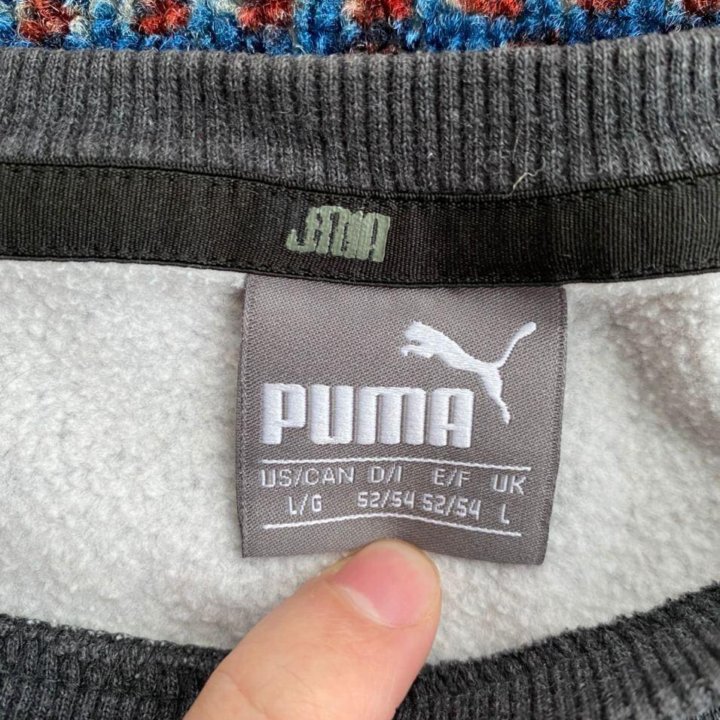 PUMA
US/CAN D/I E/F UK
L/G 52/54 52/54 L